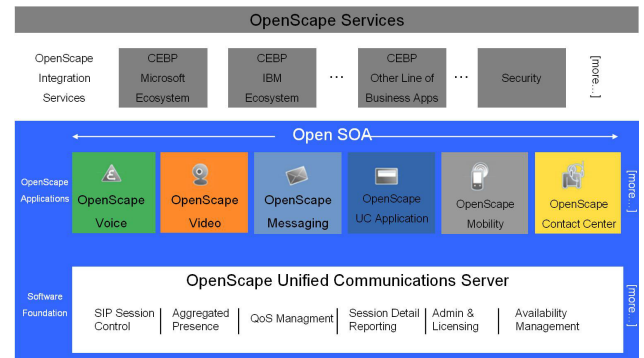 OpenScape Services
OpenScape
Integration
Services
CEBP
Microsoft
Ecosystem
CEBP
IBM
Ecosystem
...
CEBP
Other Line of
Business Apps
...
Security
[more...]
Open SOA
OpenScape
Applications
OpenScape
Voice
OpenScape
Video
OpenScape
Messaging
OpenScape
UC Application
OpenScape
Mobility
OpenScape
Contact Center
[more...]
Software
Foundation
OpenScape Unified Communications Server
SIP Session
Control
Aggregated
Presence
QoS Managment
Session Detail
Reporting
Admin &
Licensing
Availability
Management
[more...]